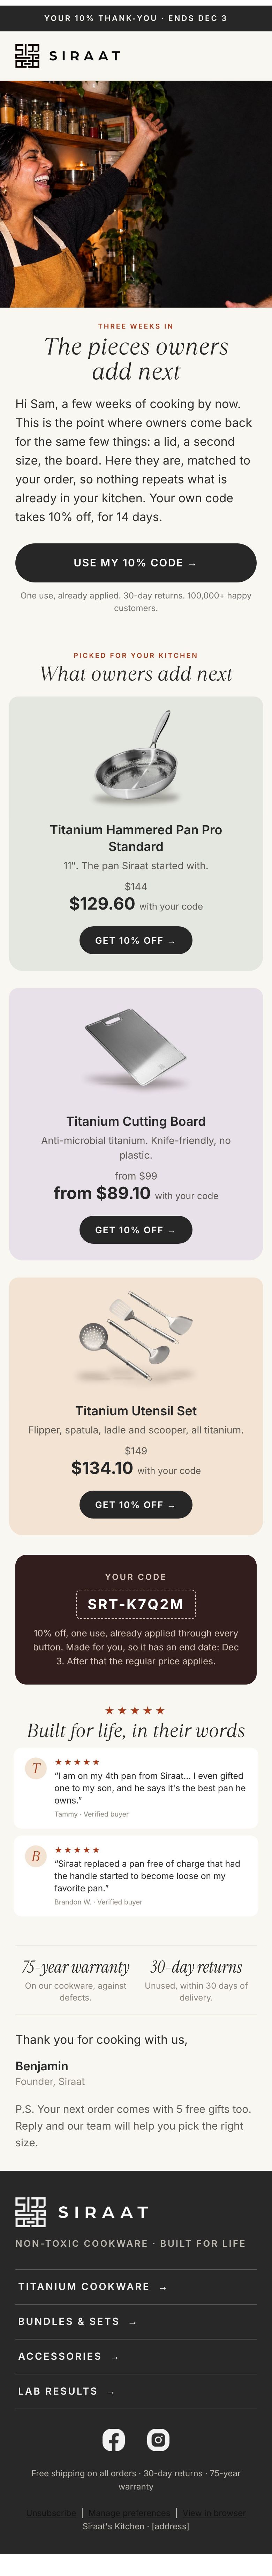 YOUR 10% THANK-YOU · ENDS DEC 3
SIRAAT
THREE WEEKS IN
The pieces owners
add next
Hi Sam, a few weeks of cooking by now.
This is the point where owners come back
for the same few things: a lid, a second
size, the board. Here they are, matched to
your order, so nothing repeats what is
already in your kitchen. Your own code
takes 10% off, for 14 days.
USE MY 10% CODE →
One use, already applied. 30-day returns. 100,000+ happy
customers.
PICKED FOR YOUR KITCHEN
What owners add next
Titanium Hammered Pan Pro
Standard
11″. The pan Siraat started with.
$144
$129.60 with your code
GET 10% OFF →
Titanium Cutting Board
Anti-microbial titanium. Knife-friendly, no
plastic.
from $99
from $89.10 with your code
GET 10% OFF →
Titanium Utensil Set
Flipper, spatula, ladle and scooper, all titanium.
$149
$134.10 with your code
GET 10% OFF →
YOUR CODE
SRT-K7Q2M
10% off, one use, already applied through every
button. Made for you, so it has an end date: Dec
3. After that the regular price applies.
★★★★★
Built for life, in their words
T
★★★★★
“I am on my 4th pan from Siraat... I even gifted
one to my son, and he says it's the best pan he
owns.”
Tammy · Verified buyer
B
★★★★★
“Siraat replaced a pan free of charge that had
the handle started to become loose on my
favorite pan.”
Brandon W. · Verified buyer
75-year warranty
On our cookware, against
defects.
30-day returns
Unused, within 30 days of
delivery.
Thank you for cooking with us,
Benjamin
Founder, Siraat
P.S. Your next order comes with 5 free gifts too.
Reply and our team will help you pick the right
size.
SIRAAT
NON-TOXIC COOKWARE · BUILT FOR LIFE
TITANIUM COOKWARE →
BUNDLES & SETS →
ACCESSORIES →
LAB RESULTS →
Free shipping on all orders · 30-day returns · 75-year
warranty
Unsubscribe | Manage preferences | View in browser
Siraat's Kitchen · [address]